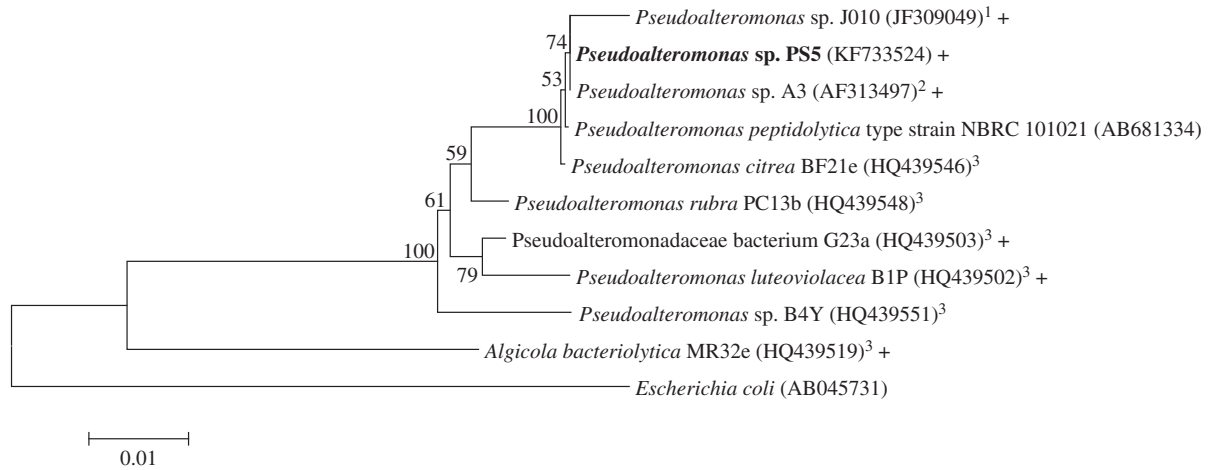 Pseudoalteromonas sp. J010 (JF309049)1 +
74
Pseudoalteromonas sp. PS5 (KF733524) +
53
Pseudoalteromonas sp. A3 (AF313497)2 +
100
Pseudoalteromonas peptidolytica type strain NBRC 101021 (AB681334)
59
Pseudoalteromonas citrea BF21e (HQ439546)3
61
Pseudoalteromonas rubra PC13b (HQ439548)3
100
Pseudoalteromonadaceae bacterium G23a (HQ439503)3 +
79
Pseudoalteromonas luteoviolacea B1P (HQ439502)3 +
Pseudoalteromonas sp. B4Y (HQ439551)3
Algicola bacteriolytica MR32e (HQ439519)3 +
Escherichia coli (AB045731)
0.01